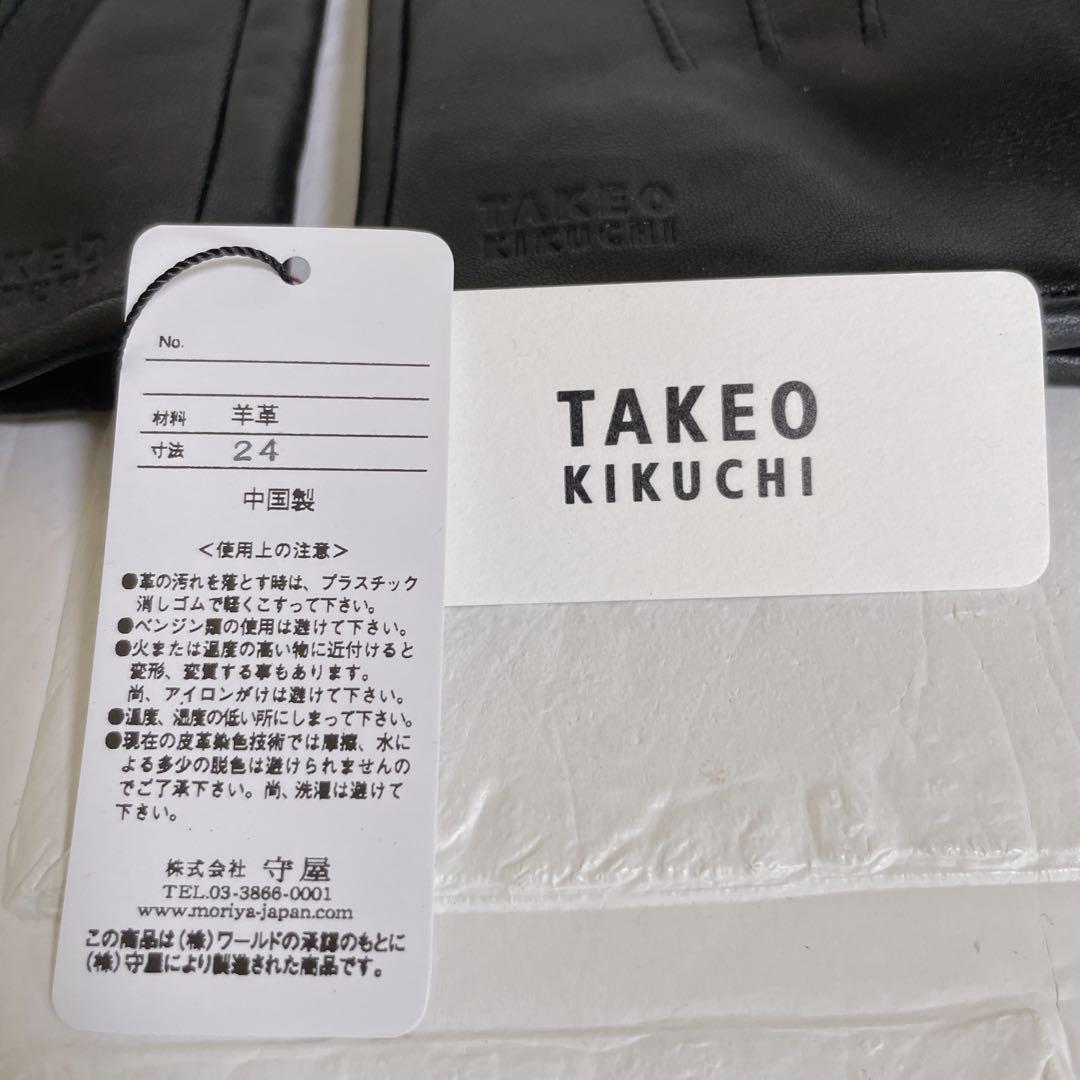 TAKEO
KIKUCHI
No.
材料 羊革
寸法 24
中国製
<使用上の注意>
●革の汚れを落とす時は、プラスチック
消しゴムで軽くこすって下さい。
●ベンジン類の使用は避けて下さい。
●火または温度の高い物に近付けると
変形、変質する事もあります。
尚、アイロンがけは避けて下さい。
●温度、湿度の低い所にしまって下さい。
●現在の皮革染色技術では摩擦、水に
よる多少の脱色は避けられませんの
でご了承下さい。尚、洗濯は避けて
下さい。
株式会社 守屋
TEL.03-3866-0001
www.moriya-japan.com
この商品は(株)ワールドの承認のもとに
(株)守屋により製造された商品です。
TAKEO
KIKUCHI